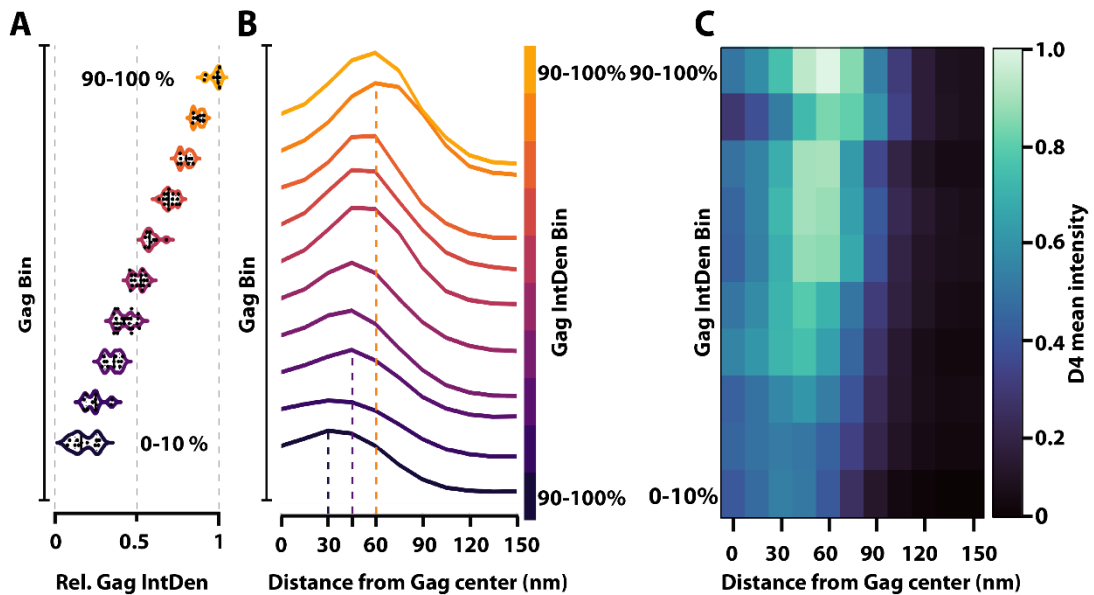 A
B
C
90-100 %
0-10 %
Gag Bin
0
0.5
1
Rel. Gag IntDen
Gag Bin
0
30
60
90
120
150
Distance from Gag center (nm)
90-100%
90-100%
Gag IntDen Bin
90-100%
0-10%
Gag IntDen Bin
0
30
60
90
120
150
Distance from Gag center (nm)
1.0
0.8
0.6
0.4
0.2
0
D4 mean intensity